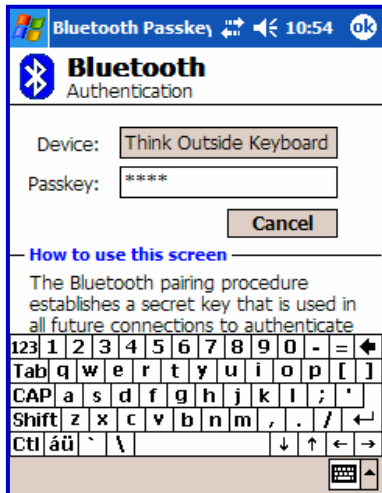 Bluetooth Passkey 10:54 ok
Bluetooth
Authentication
Device: Think Outside Keyboard
Passkey: ****
Cancel
How to use this screen
The Bluetooth pairing procedure
establishes a secret key that is used in
all future connections to authenticate
123 1 2 3 4 5 6 7 8 9 0 - =
Tab q w e r t y u i o p [ ]
CAP a s d f g h j k l ; '
Shift z x c v b n m , . /
Ctl áü ` \